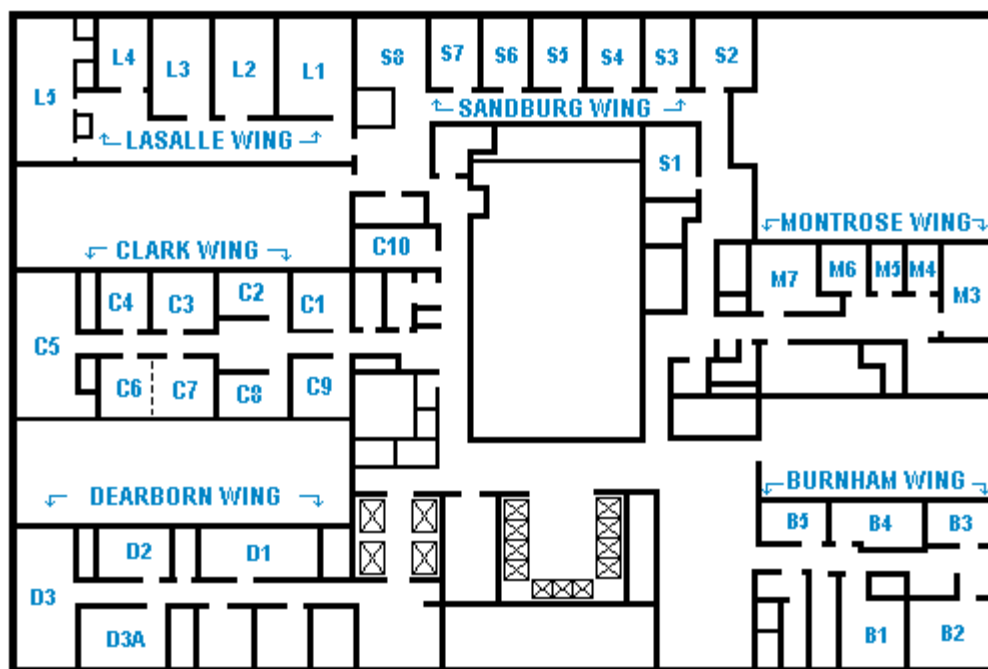 L5
L4
L3
L2
L1
S8
S7
S6
S5
S4
S3
S2
SANDBURG WING
LASALLE WING
S1
MONTROSE WING
CLARK WING
C10
M7
M6
M5
M4
M3
C4
C3
C2
C1
C5
C6
C7
C8
C9
DEARBORN WING
BURNHAM WING
B5
B4
B3
D2
D1
D3
D3A
B1
B2